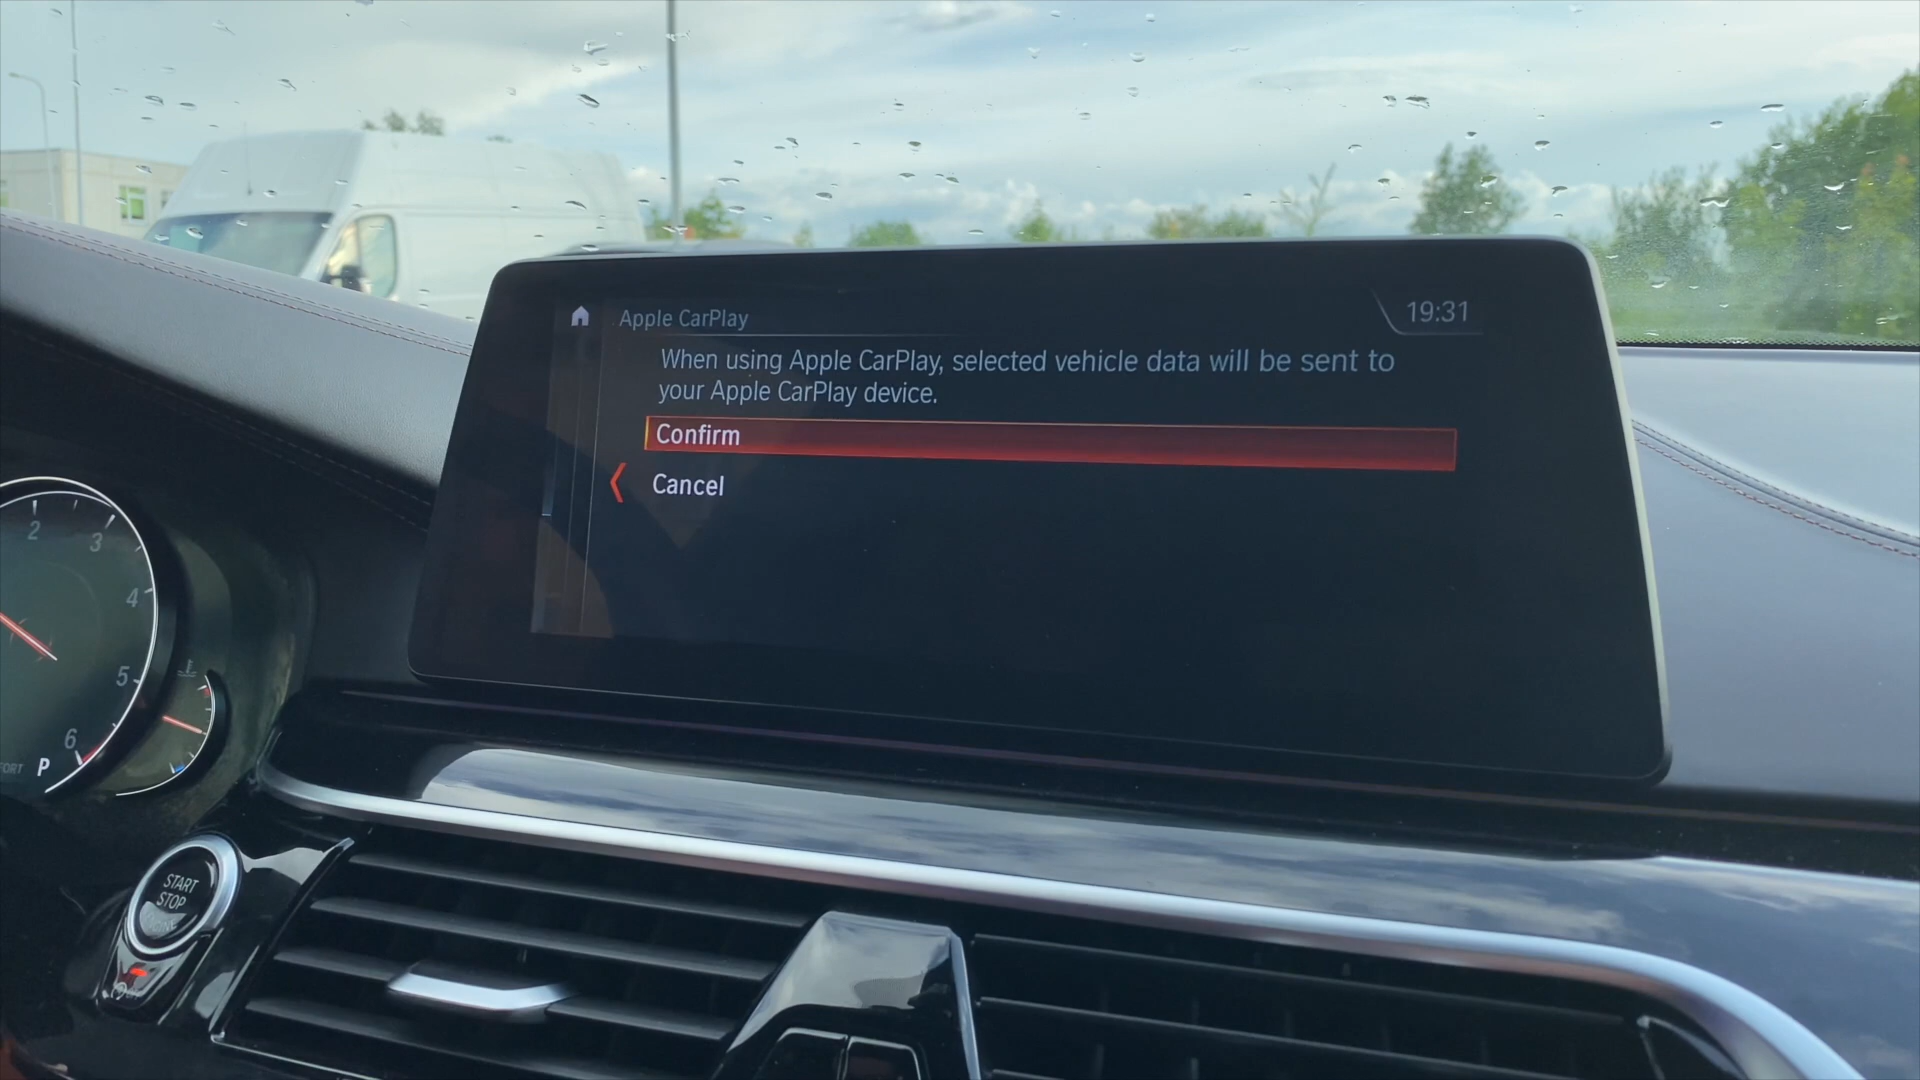 Apple CarPlay
19:31
When using Apple CarPlay, selected vehicle data will be sent to
your Apple CarPlay device.
Confirm
Cancel
2
3
4
5
6
P
START
STOP